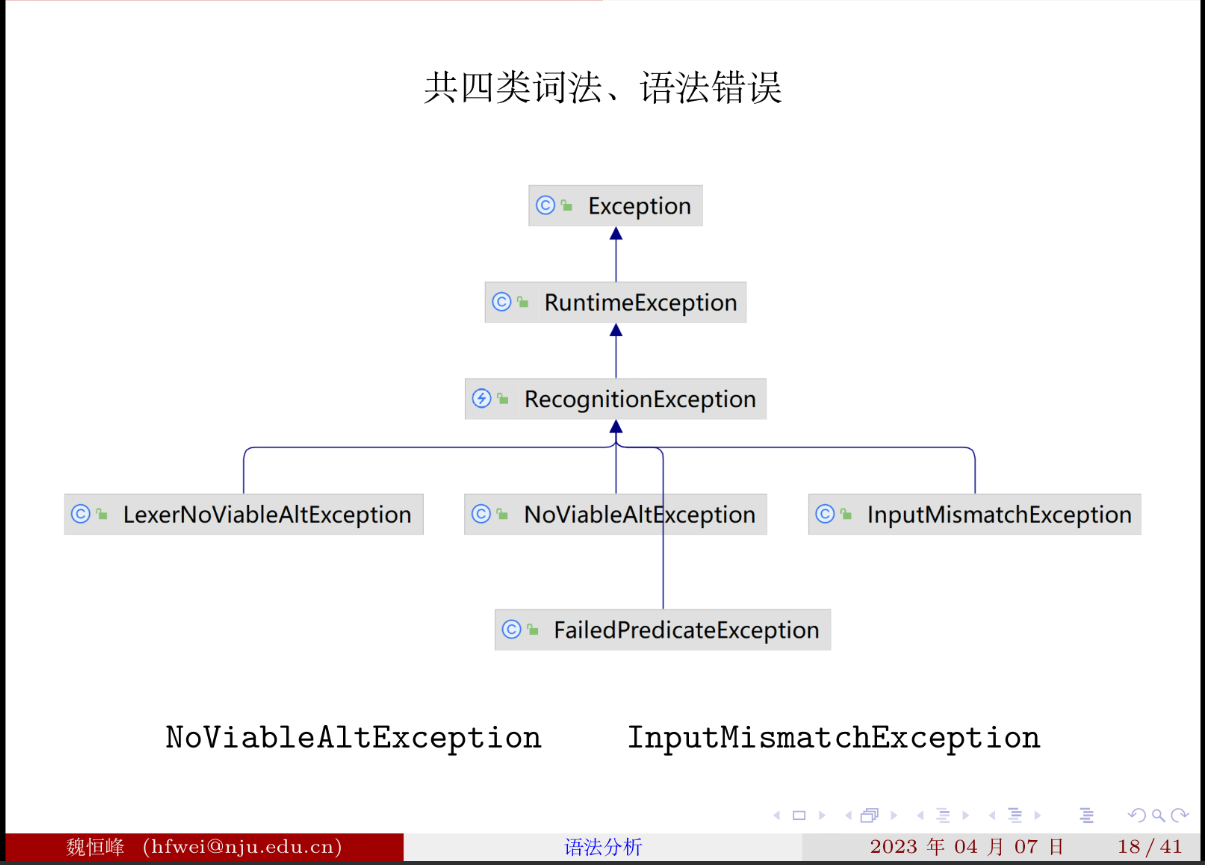 共四类词法、语法错误
Exception
RuntimeException
RecognitionException
LexerNoViableAltException NoViableAltException InputMismatchException
FailedPredicateException
NoViableAltException InputMismatchException
魏恒峰 (hfwei@nju.edu.cn) 语法分析 2023 年 04 月 07 日 18 / 41